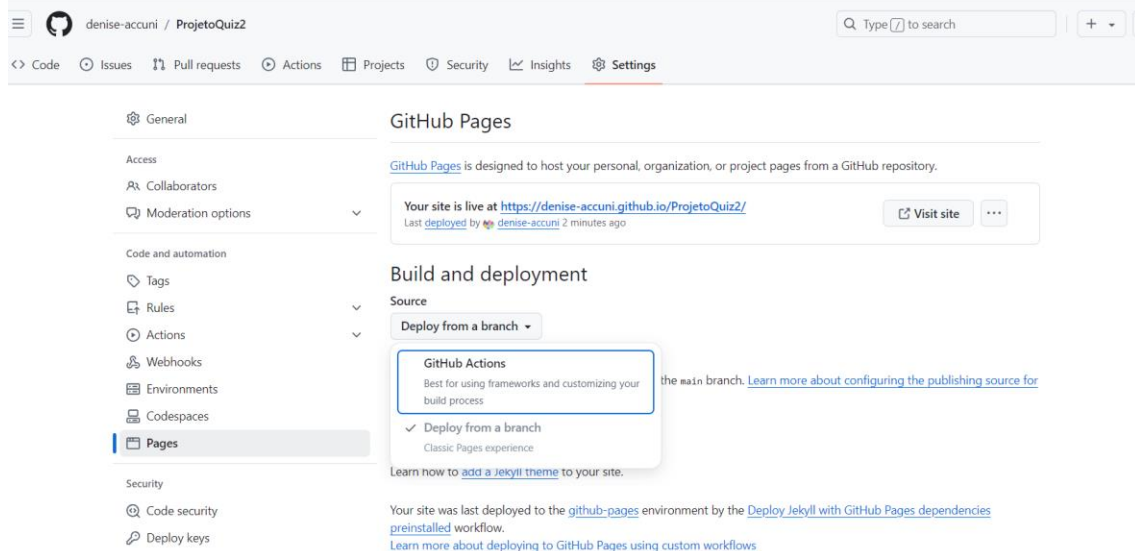 denise-accuni / ProjetoQuiz2
Type / to search
Code Issues Pull requests Actions Projects Security Insights Settings
General
Access
Collaborators
Moderation options
Code and automation
Tags
Rules
Actions
Webhooks
Environments
Codespaces
Pages
Security
Code security
Deploy keys
GitHub Pages
GitHub Pages is designed to host your personal, organization, or project pages from a GitHub repository.
Your site is live at https://denise-accuni.github.io/ProjetoQuiz2/
Last deployed by denise-accuni 2 minutes ago
Visit site
Build and deployment
Source
Deploy from a branch
GitHub Actions
Best for using frameworks and customizing your
build process
Deploy from a branch
Classic Pages experience
the main branch. Learn more about configuring the publishing source for
Learn how to add a Jekyll theme to your site.
Your site was last deployed to the github-pages environment by the Deploy Jekyll with GitHub Pages dependencies
preinstalled workflow.
Learn more about deploying to GitHub Pages using custom workflows